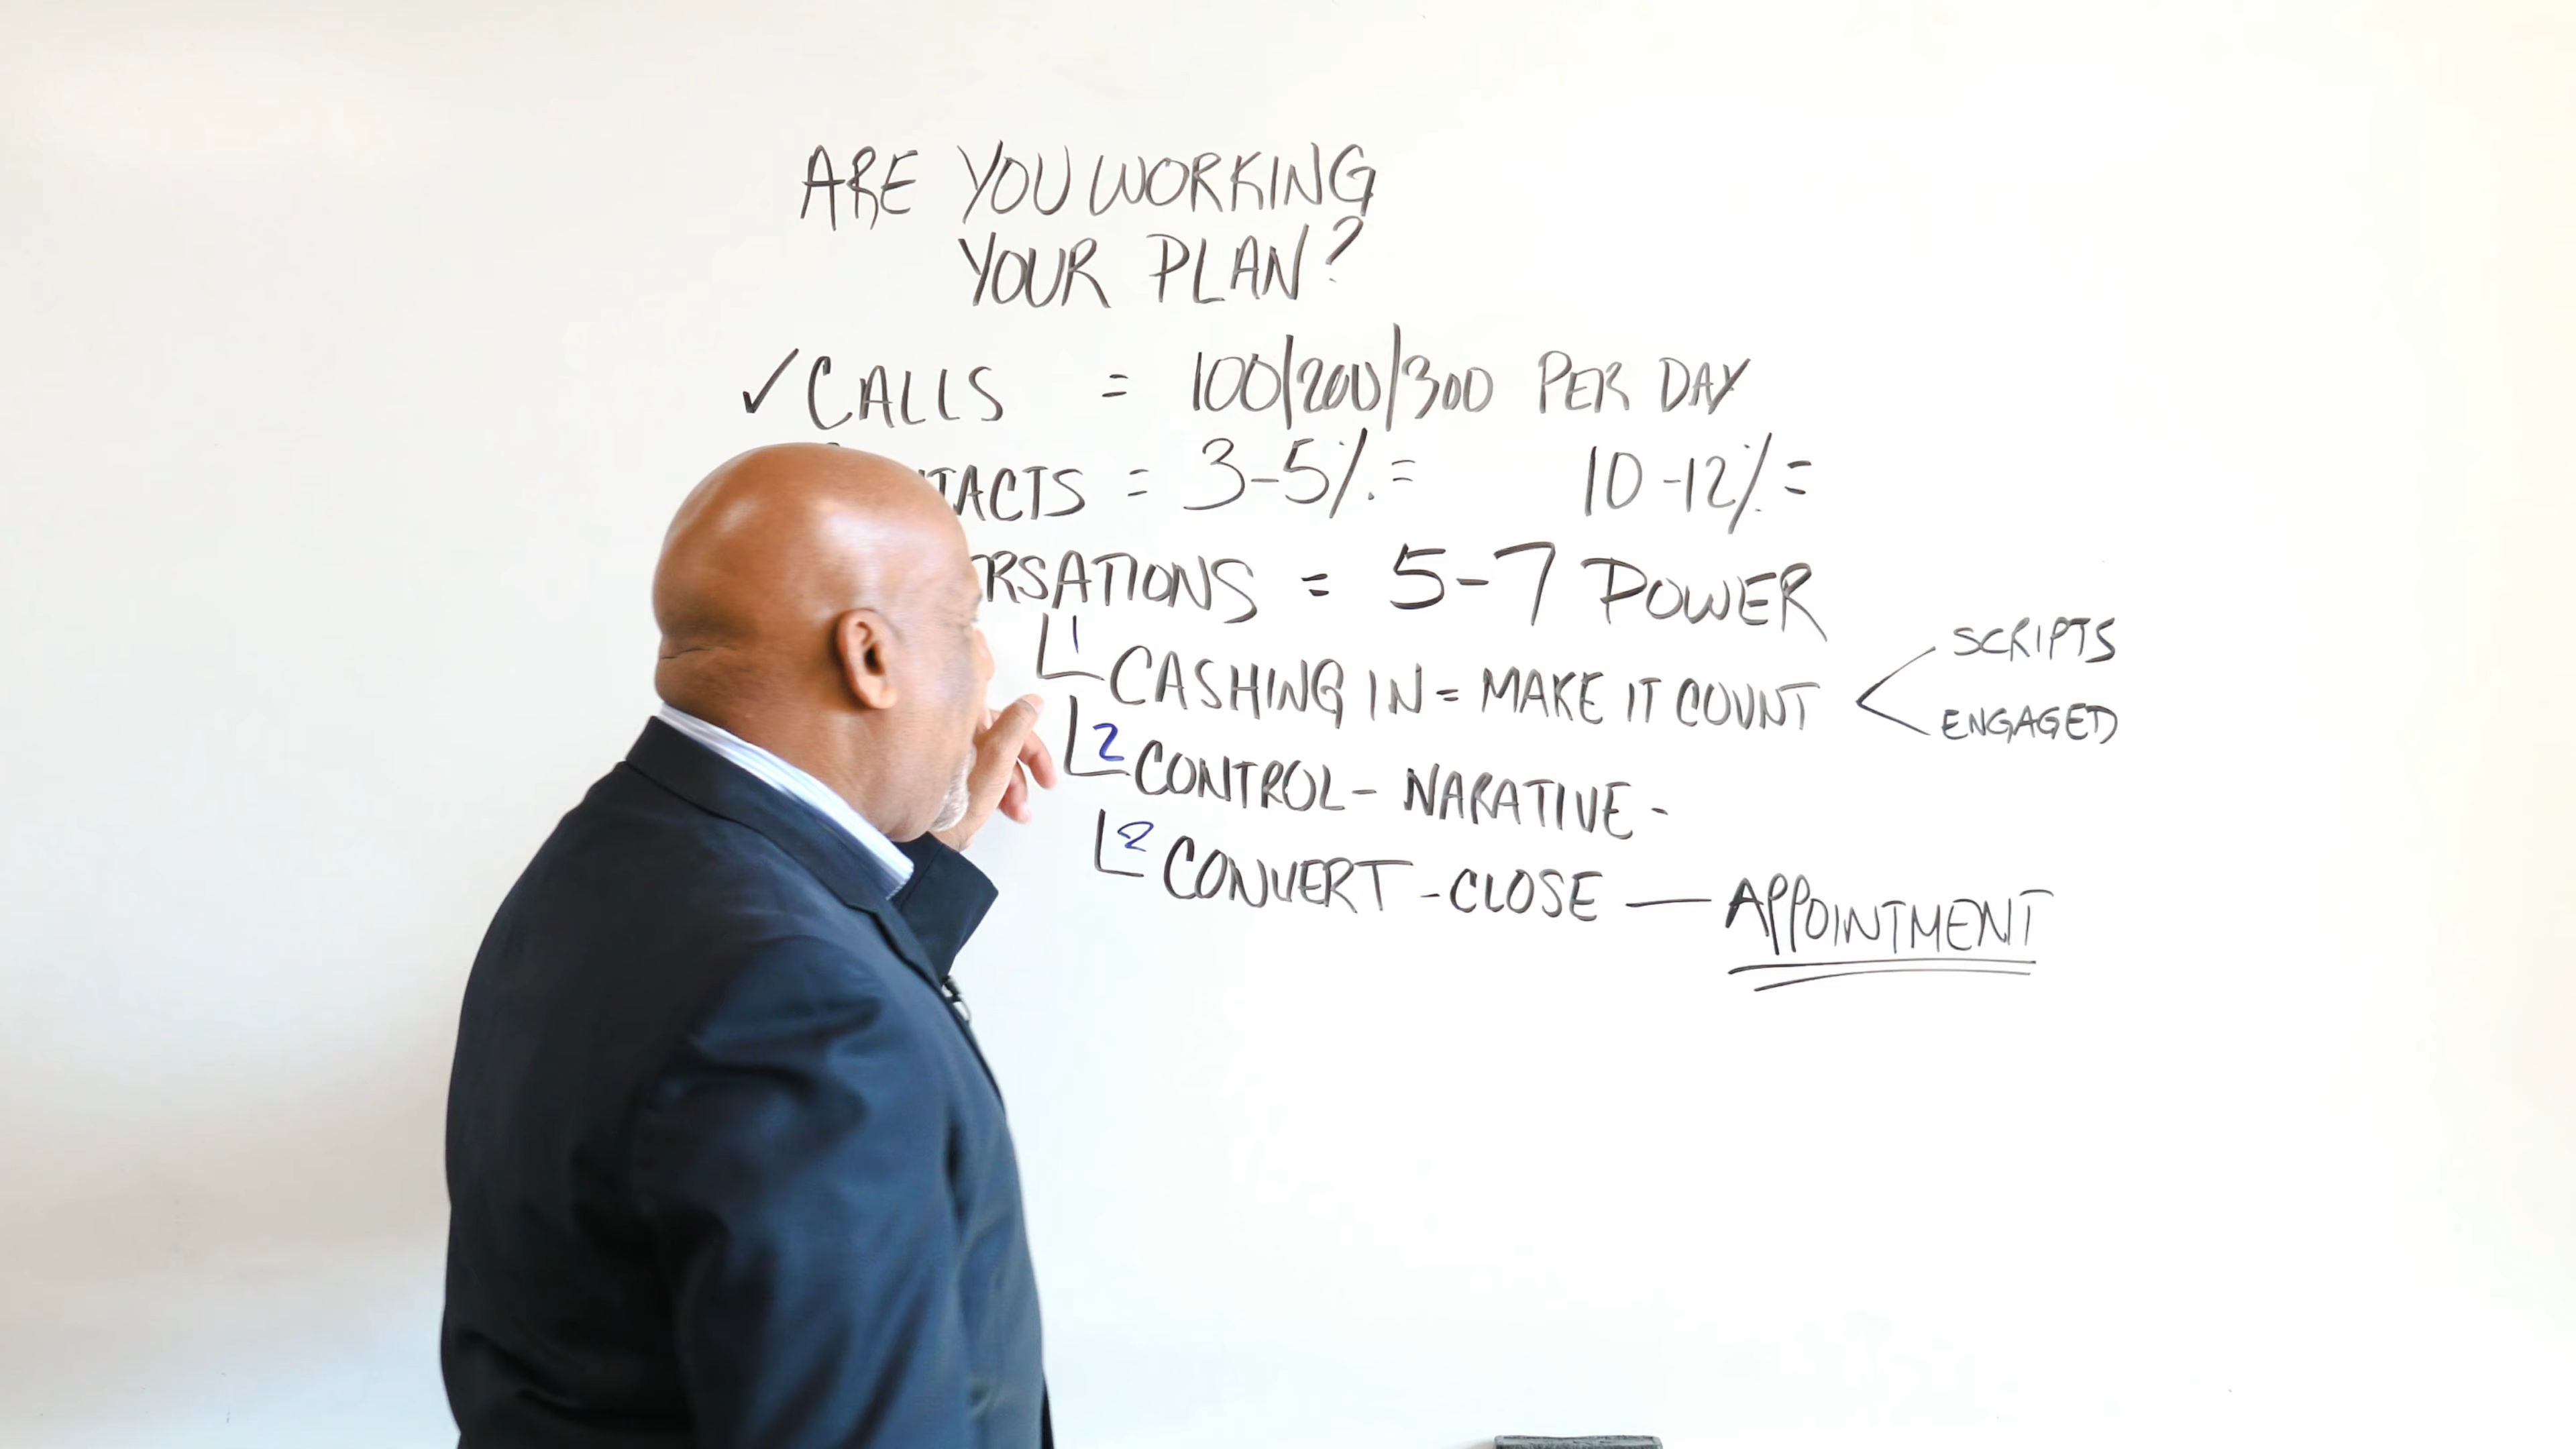 ARE YOU WORKING
YOUR PLAN?
✓ CALLS = 100/200/300 PER DAY
TACTS = 3-5%.= 10-12%=
RSATIONS = 5-7 POWER
1 CASHING IN = MAKE IT COUNT < SCRIPTS
ENGAGED
2 CONTROL - NARATIVE -
2 CONVERT - CLOSE — APPOINTMENT